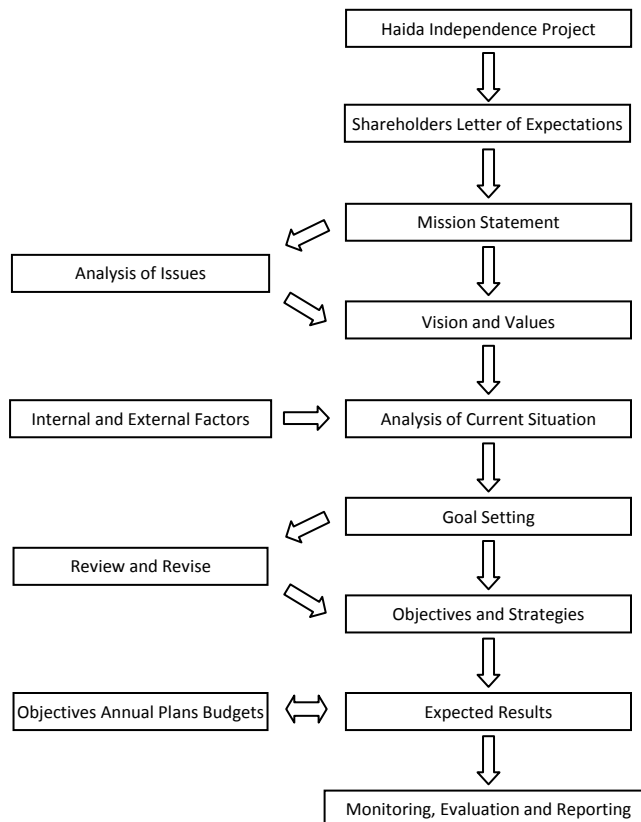 Haida Independence Project
Shareholders Letter of Expectations
Mission Statement
Analysis of Issues
Vision and Values
Internal and External Factors
Analysis of Current Situation
Goal Setting
Review and Revise
Objectives and Strategies
Objectives Annual Plans Budgets
Expected Results
Monitoring, Evaluation and Reporting